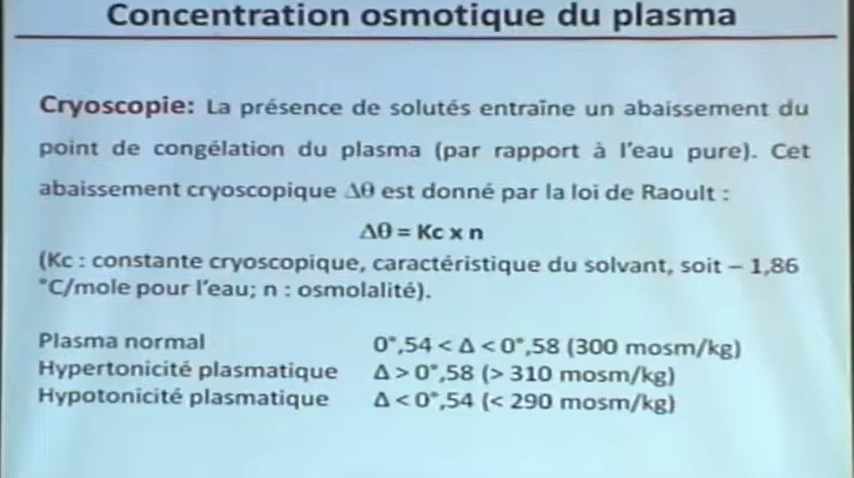 Concentration osmotique du plasma
Cryoscopie: La présence de solutés entraîne un abaissement du
point de congélation du plasma (par rapport à l'eau pure). Cet
abaissement cryoscopique Δθ est donné par la loi de Raoult :
Δθ = Kc x n
(Kc : constante cryoscopique, caractéristique du solvant, soit – 1,86
°C/mole pour l'eau; n : osmolalité).
Plasma normal 0°,54 < Δ < 0°,58 (300 mosm/kg)
Hypertonicité plasmatique Δ > 0°,58 (> 310 mosm/kg)
Hypotonicité plasmatique Δ < 0°,54 (< 290 mosm/kg)